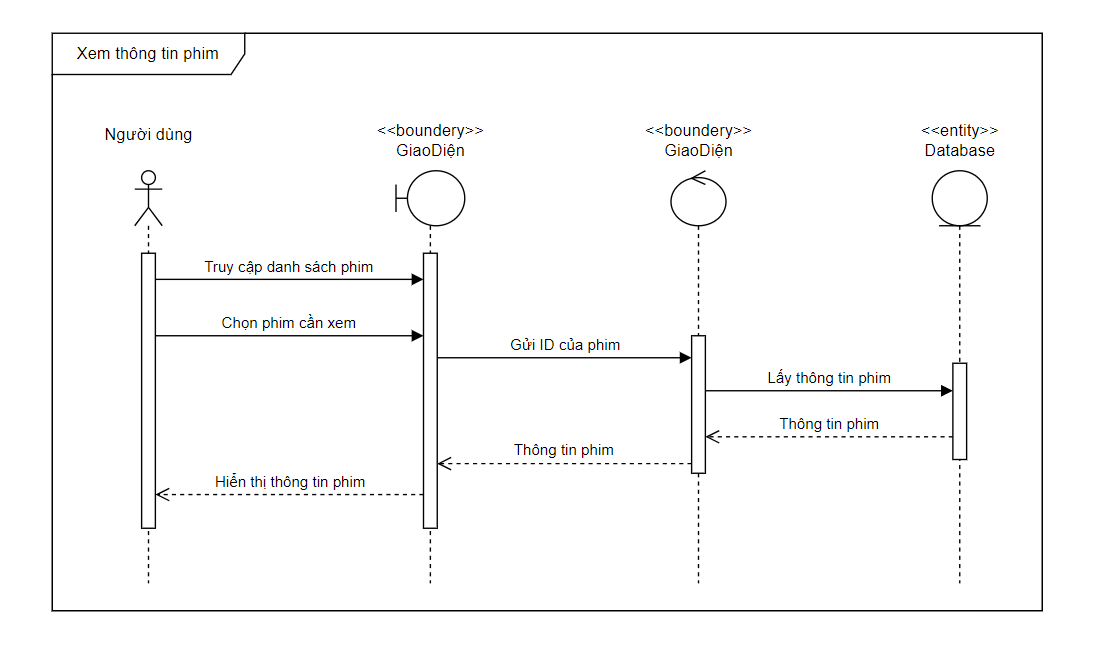 Xem thông tin phim
Người dùng
<<boundery>>
GiaoDiện
<<boundery>>
GiaoDiện
<<entity>>
Database
Truy cập danh sách phim
Chọn phim cần xem
Gửi ID của phim
Lấy thông tin phim
Thông tin phim
Thông tin phim
Hiển thị thông tin phim